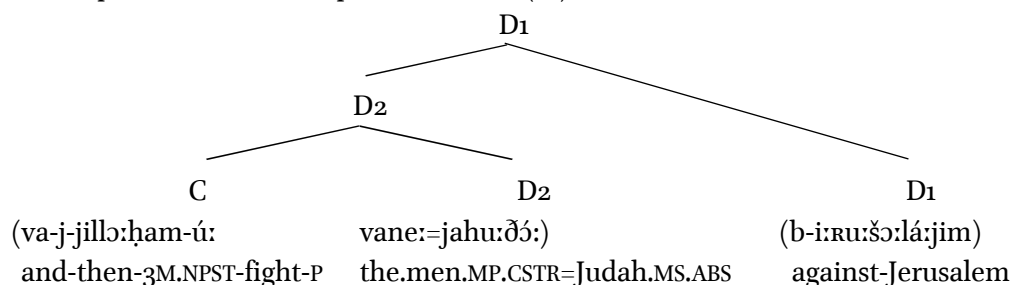 D1
D2
C D2 D1
(va-j-jillɔːḥam-úː vaneː=jahuːðɔ́ː) (b-iːʀuːšɔːláːjim)
and-then-3M.NPST-fight-P the.men.MP.CSTR=Judah.MS.ABS against-Jerusalem